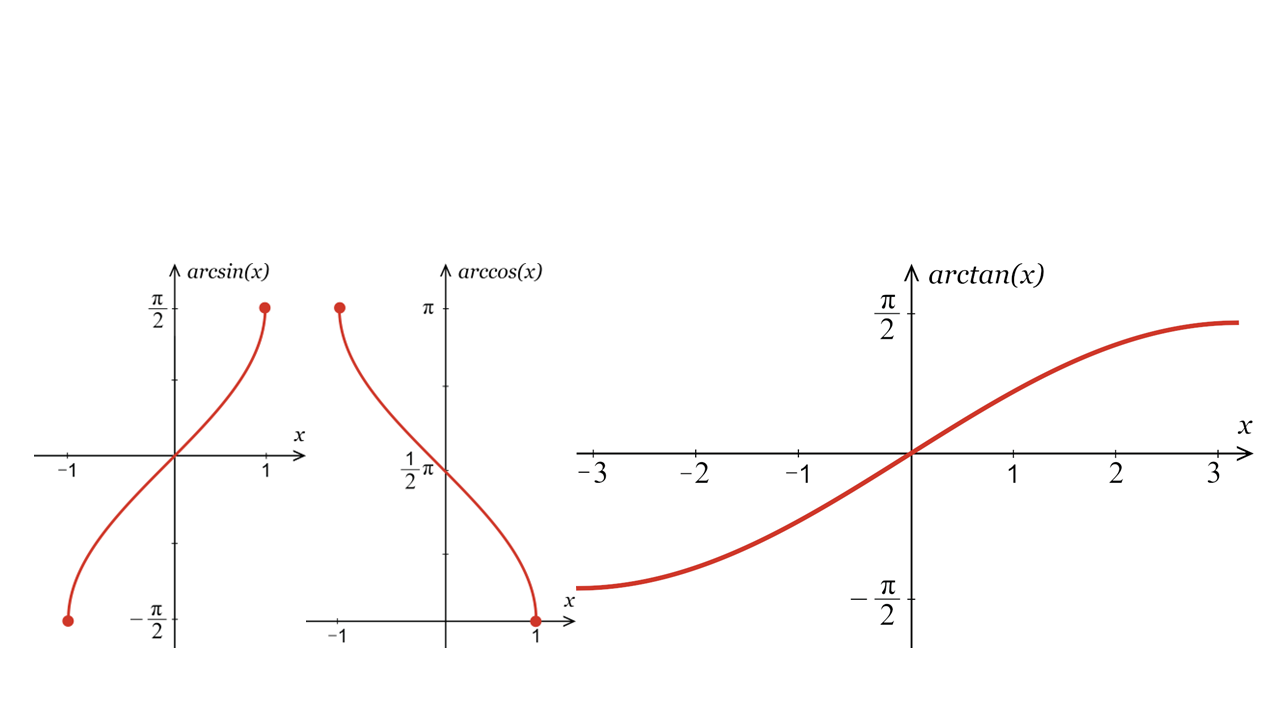 arcsin(x)
π/2
x
−1
1
−π/2
arccos(x)
π
1/2 π
x
−1
1
arctan(x)
π/2
x
−3 −2 −1 1 2 3
−π/2